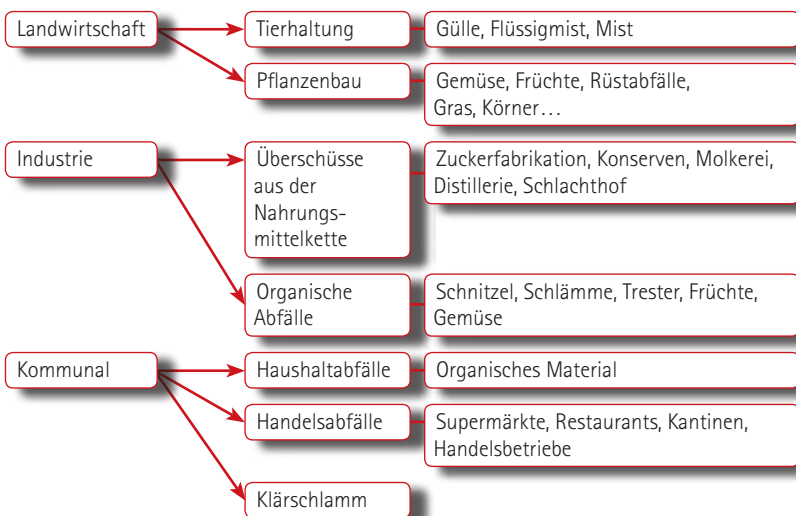 Landwirtschaft
Tierhaltung
Gülle, Flüssigmist, Mist
Pflanzenbau
Gemüse, Früchte, Rüstabfälle,
Gras, Körner…
Industrie
Überschüsse
aus der
Nahrungs-
mittelkette
Zuckerfabrikation, Konserven, Molkerei,
Distillerie, Schlachthof
Organische
Abfälle
Schnitzel, Schlämme, Trester, Früchte,
Gemüse
Kommunal
Haushaltabfälle
Organisches Material
Handelsabfälle
Supermärkte, Restaurants, Kantinen,
Handelsbetriebe
Klärschlamm